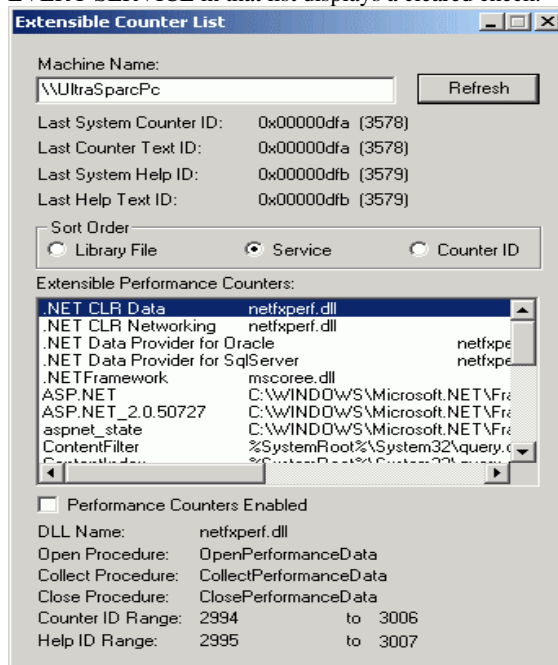 Extensible Counter List
Machine Name:
\\UltraSparcPc
Refresh
Last System Counter ID: 0x00000dfa (3578)
Last Counter Text ID: 0x00000dfa (3578)
Last System Help ID: 0x00000dfb (3579)
Last Help Text ID: 0x00000dfb (3579)
Sort Order
Library File Service Counter ID
Extensible Performance Counters:
.NET CLR Data netfxperf.dll
.NET CLR Networking netfxperf.dll
.NET Data Provider for Oracle netfxpe
.NET Data Provider for SqlServer netfxpe
.NETFramework mscoree.dll
ASP.NET C:\WINDOWS\Microsoft.NET\Fra
ASP.NET_2.0.50727 C:\WINDOWS\Microsoft.NET\Fra
aspnet_state C:\WINDOWS\Microsoft.NET\Fra
ContentFilter %SystemRoot%\System32\query.c
Performance Counters Enabled
DLL Name: netfxperf.dll
Open Procedure: OpenPerformanceData
Collect Procedure: CollectPerformanceData
Close Procedure: ClosePerformanceData
Counter ID Range: 2994 to 3006
Help ID Range: 2995 to 3007